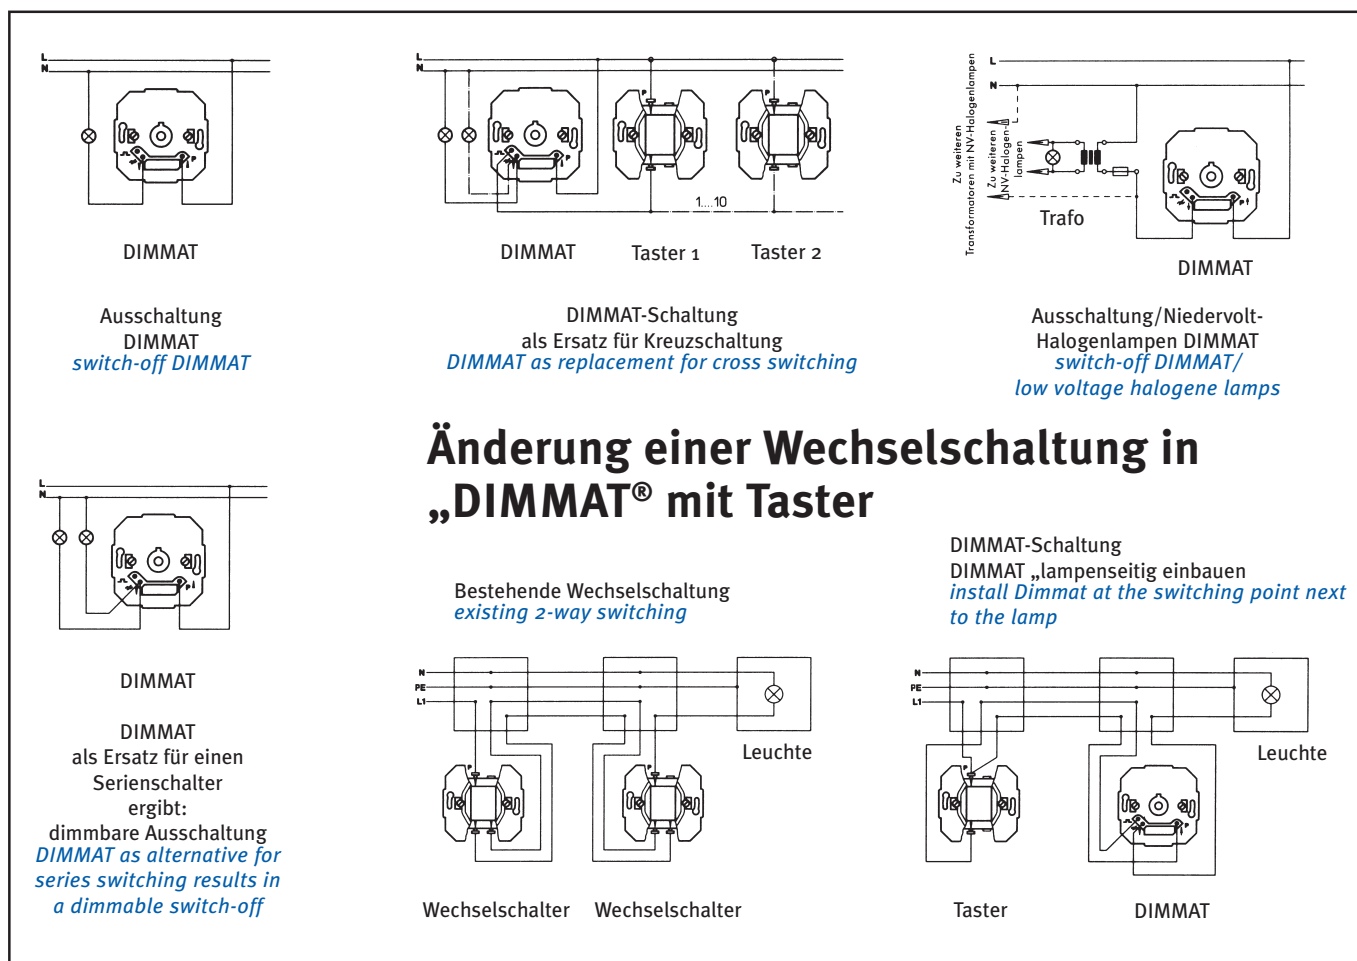 L
N
P
DIMMAT
Ausschaltung
DIMMAT
switch-off DIMMAT
L
N
P
P
1....10
DIMMAT
Taster 1
Taster 2
DIMMAT-Schaltung
als Ersatz für Kreuzschaltung
DIMMAT as replacement for cross switching
L
N
Zu weiteren
Transformatoren mit NV-Halogenlampen
Zu weiteren
NV-Halogen-
lampen
P
Trafo
DIMMAT
Ausschaltung/Niedervolt-
Halogenlampen DIMMAT
switch-off DIMMAT/
low voltage halogene lamps
Änderung einer Wechselschaltung in
„DIMMAT® mit Taster
L
N
P
DIMMAT
DIMMAT
als Ersatz für einen
Serienschalter
ergibt:
dimmbare Ausschaltung
DIMMAT as alternative for
series switching results in
a dimmable switch-off
Bestehende Wechselschaltung
existing 2-way switching
N
PE
L1
P
P
Leuchte
Wechselschalter
Wechselschalter
DIMMAT-Schaltung
DIMMAT „lampenseitig einbauen
install Dimmat at the switching point next
to the lamp
N
PE
L1
P
P
Leuchte
Taster
DIMMAT